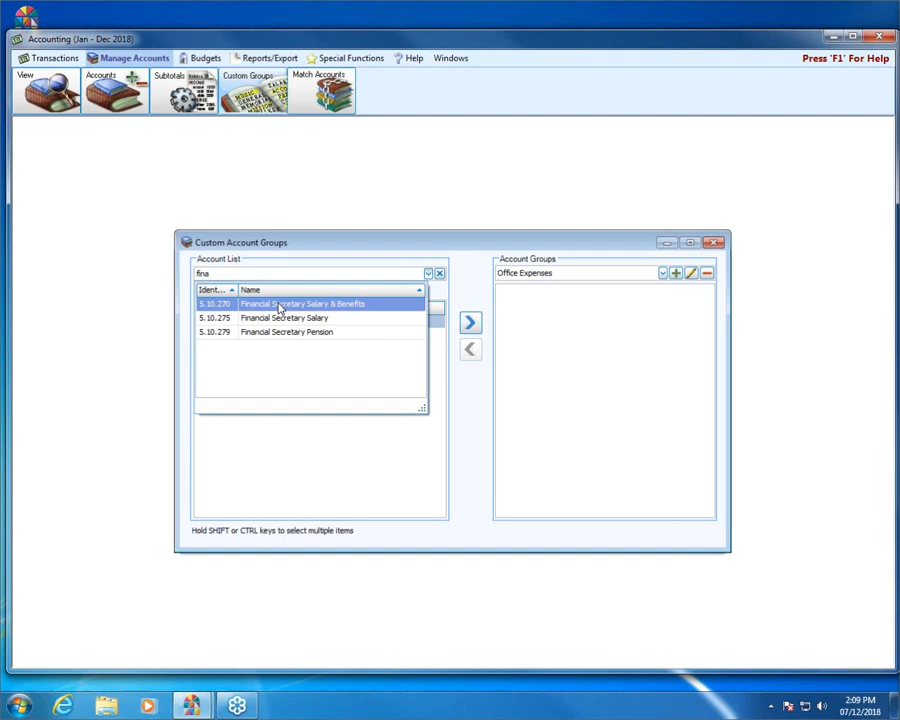 Accounting (Jan - Dec 2018)
Transactions Manage Accounts Budgets Reports/Export Special Functions Help Windows Press 'F1' For Help
View Accounts Subtotals Custom Groups Match Accounts
Custom Account Groups
Account List Account Groups
fina Office Expenses
Ident... Name
5.10.270 Financial Secretary Salary & Benefits
5.10.275 Financial Secretary Salary
5.10.279 Financial Secretary Pension
Hold SHIFT or CTRL keys to select multiple items
2:09 PM
07/12/2018